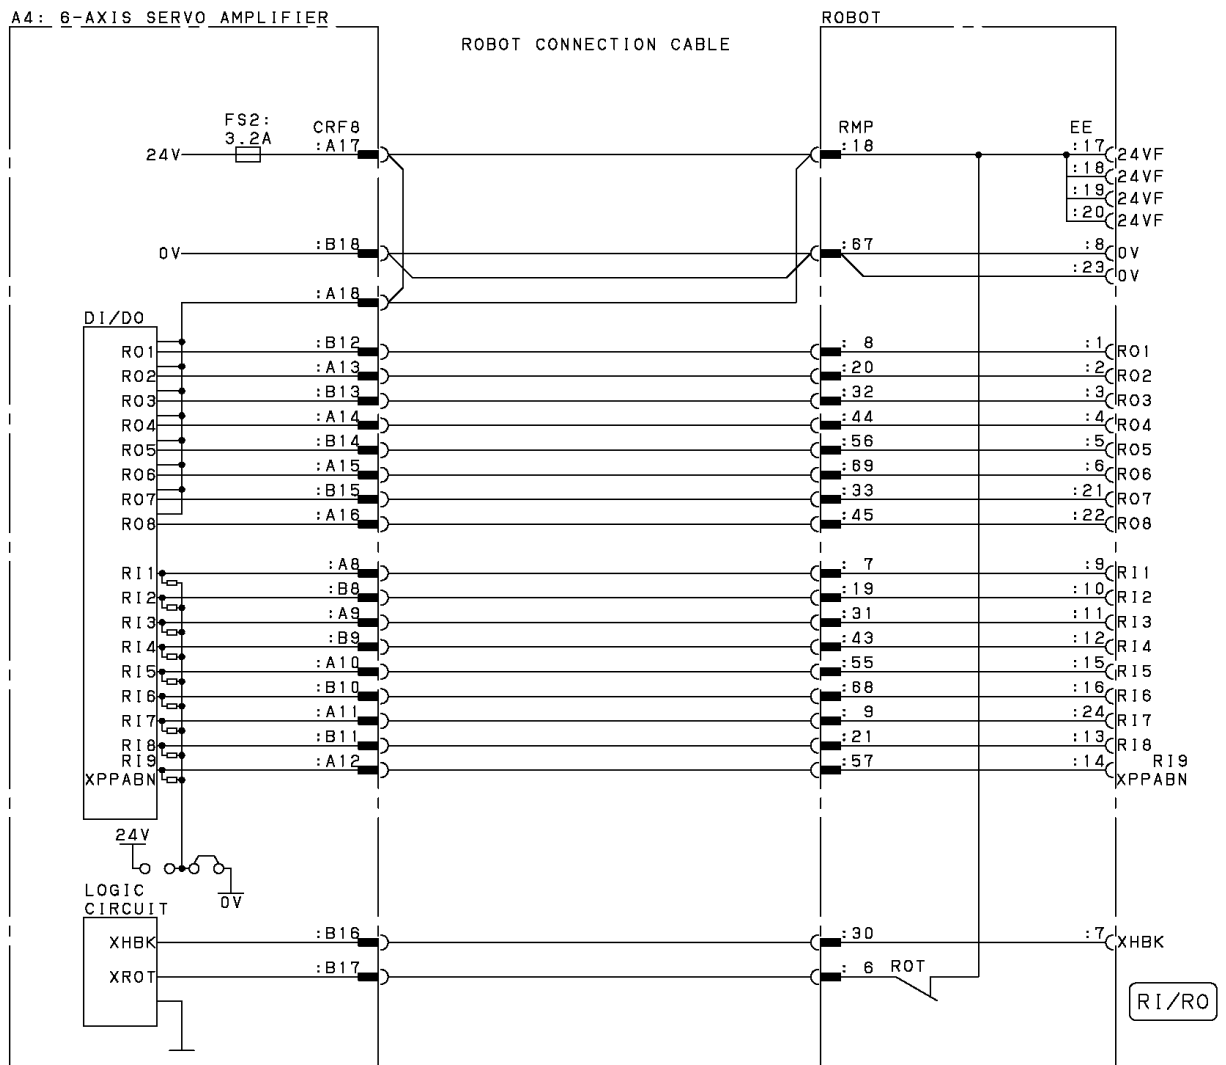 A4: 6-AXIS SERVO AMPLIFIER
ROBOT
ROBOT CONNECTION CABLE
FS2:
3.2A
CRF8
RMP
EE
24V :A17 :18 :17 24VF
:18 24VF
:19 24VF
:20 24VF
0V :B18 :67 :8 0V
:23 0V
:A18
DI/DO
RO1 :B12 : 8 :1 RO1
RO2 :A13 :20 :2 RO2
RO3 :B13 :32 :3 RO3
RO4 :A14 :44 :4 RO4
RO5 :B14 :56 :5 RO5
RO6 :A15 :69 :6 RO6
RO7 :B15 :33 :21 RO7
RO8 :A16 :45 :22 RO8
RI1 :A8 : 7 :9 RI1
RI2 :B8 :19 :10 RI2
RI3 :A9 :31 :11 RI3
RI4 :B9 :43 :12 RI4
RI5 :A10 :55 :15 RI5
RI6 :B10 :68 :16 RI6
RI7 :A11 : 9 :24 RI7
RI8 :B11 :21 :13 RI8
RI9 :A12 :57 :14 RI9
XPPABN XPPABN
24V
0V
LOGIC
CIRCUIT
XHBK :B16 :30 :7 XHBK
XROT :B17 : 6 ROT
RI/RO